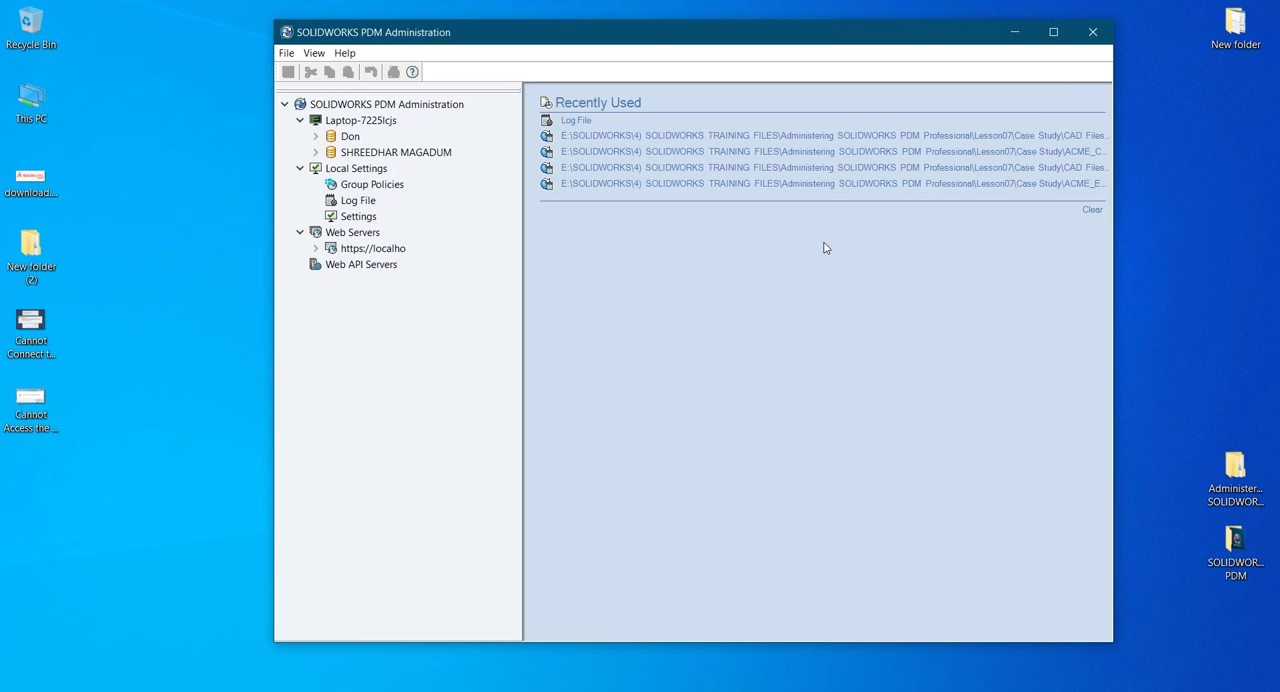 Recycle Bin
This PC
download....
New folder
(2)
Cannot
Connect t...
Cannot
Access the ...
SOLIDWORKS PDM Administration
File View Help
SOLIDWORKS PDM Administration
Laptop-7225lcjs
Don
SHREEDHAR MAGADUM
Local Settings
Group Policies
Log File
Settings
Web Servers
https://localho
Web API Servers
Recently Used
Log File
E:\SOLIDWORKS\4) SOLIDWORKS TRAINING FILES\Administering SOLIDWORKS PDM Professional\Lesson07\Case Study\CAD Files...
E:\SOLIDWORKS\4) SOLIDWORKS TRAINING FILES\Administering SOLIDWORKS PDM Professional\Lesson07\Case Study\ACME_C...
E:\SOLIDWORKS\4) SOLIDWORKS TRAINING FILES\Administering SOLIDWORKS PDM Professional\Lesson07\Case Study\CAD Files...
E:\SOLIDWORKS\4) SOLIDWORKS TRAINING FILES\Administering SOLIDWORKS PDM Professional\Lesson07\Case Study\ACME_E...
Clear
New folder
Administer...
SOLIDWOR...
SOLIDWOR...
PDM